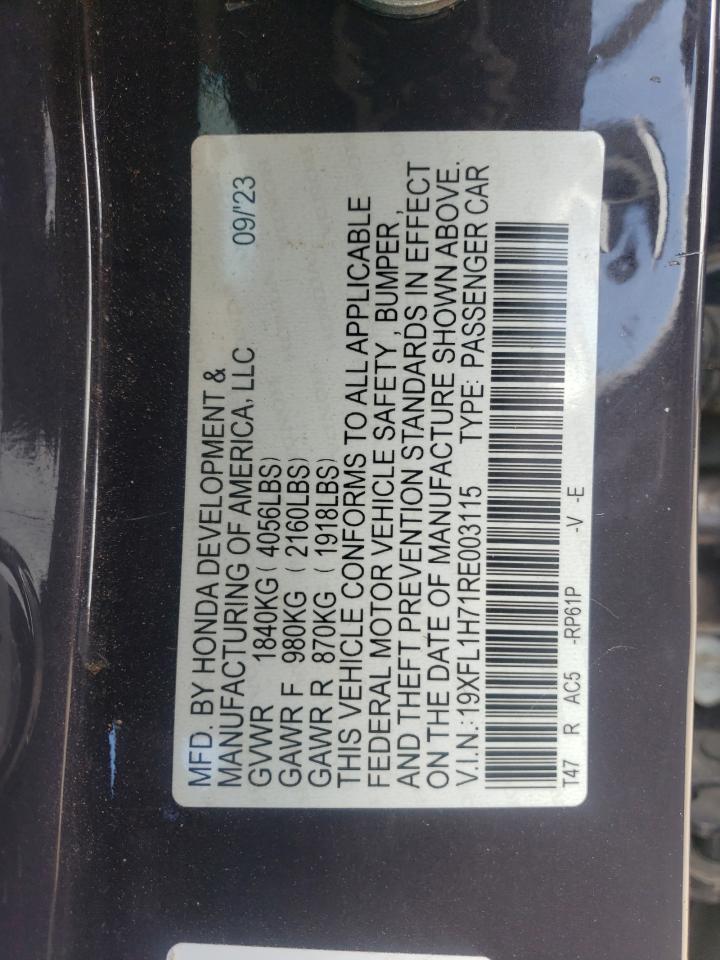 MFD. BY HONDA DEVELOPMENT &
MANUFACTURING OF AMERICA, LLC 09/'23
GVWR 1840KG ( 4056LBS)
GAWR F 980KG ( 2160LBS)
GAWR R 870KG ( 1918LBS)
THIS VEHICLE CONFORMS TO ALL APPLICABLE
FEDERAL MOTOR VEHICLE SAFETY , BUMPER ,
AND THEFT PREVENTION STANDARDS IN EFFECT
ON THE DATE OF MANUFACTURE SHOWN ABOVE.
V.I.N.:19XFL1H71RE003115 TYPE: PASSENGER CAR
T47 R AC5 -RP61P -V -E